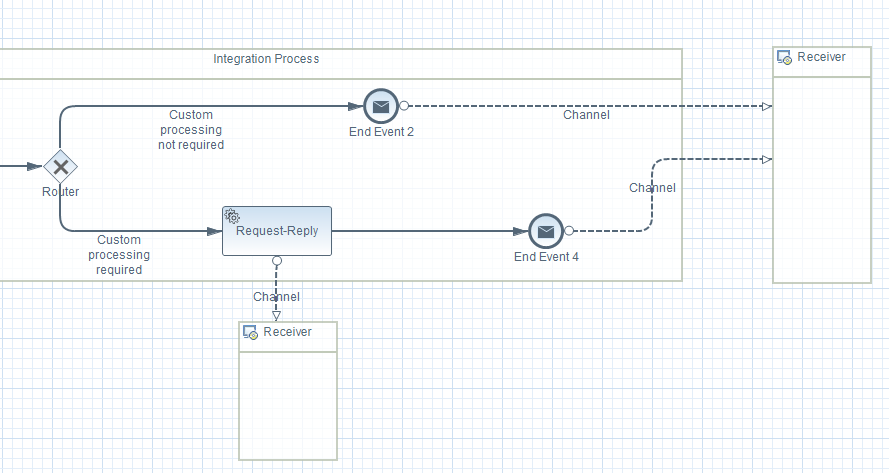 Integration Process
Receiver
Custom
processing
not required
End Event 2
Channel
Router
Channel
Custom
processing
required
Request-Reply
End Event 4
Channel
Receiver